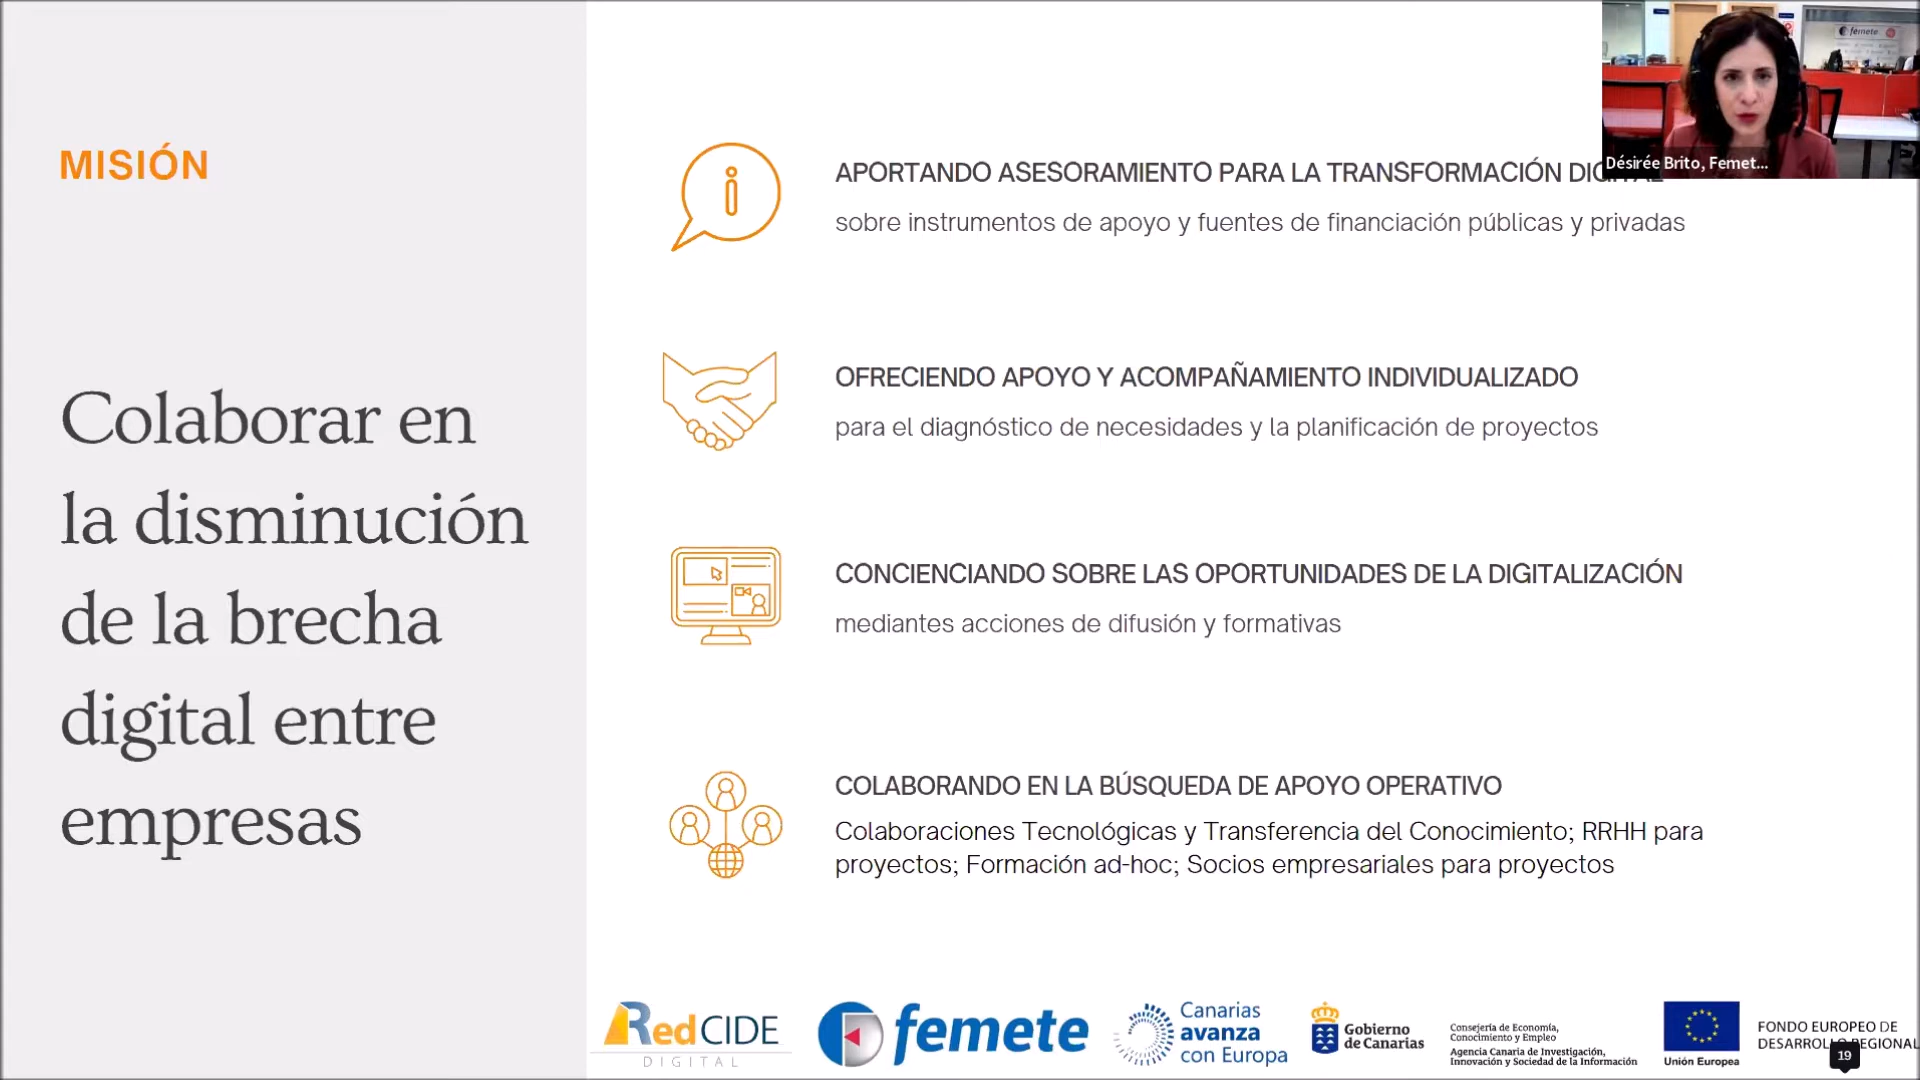 MISIÓN
Colaborar en
la disminución
de la brecha
digital entre
empresas
APORTANDO ASESORAMIENTO PARA LA TRANSFORMACIÓN DIGITAL
sobre instrumentos de apoyo y fuentes de financiación públicas y privadas
OFRECIENDO APOYO Y ACOMPAÑAMIENTO INDIVIDUALIZADO
para el diagnóstico de necesidades y la planificación de proyectos
CONCIENCIANDO SOBRE LAS OPORTUNIDADES DE LA DIGITALIZACIÓN
mediantes acciones de difusión y formativas
COLABORANDO EN LA BÚSQUEDA DE APOYO OPERATIVO
Colaboraciones Tecnológicas y Transferencia del Conocimiento; RRHH para
proyectos; Formación ad-hoc; Socios empresariales para proyectos
femete
Désirée Brito, Femet...
RedCIDE
DIGITAL
femete
Canarias
avanza
con Europa
Gobierno
de Canarias
Consejería de Economía,
Conocimiento y Empleo
Agencia Canaria de Investigación,
Innovación y Sociedad de la Información
Unión Europea
FONDO EUROPEO DE
DESARROLLO REGIONAL
19